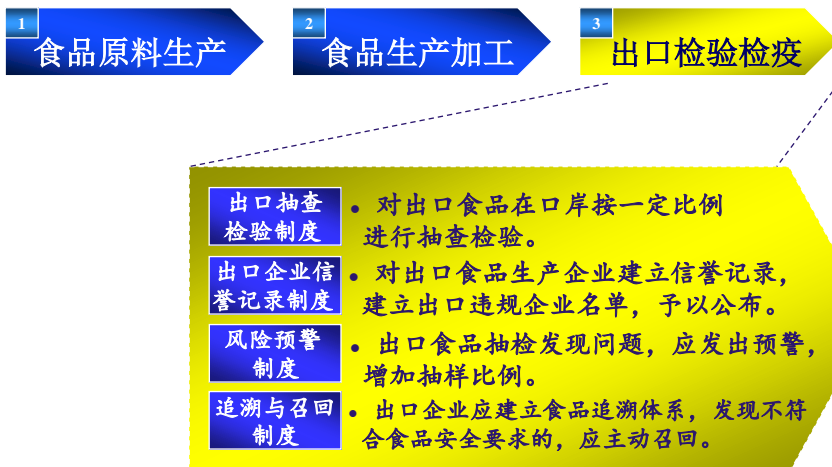 1
食品原料生产
2
食品生产加工
3
出口检验检疫
出口抽查
检验制度
• 对出口食品在口岸按一定比例
进行抽查检验。
出口企业信
誉记录制度
• 对出口食品生产企业建立信誉记录，
建立出口违规企业名单，予以公布。
风险预警
制度
• 出口食品抽检发现问题，应发出预警，
增加抽样比例。
追溯与召回
制度
• 出口企业应建立食品追溯体系，发现不符
合食品安全要求的，应主动召回。